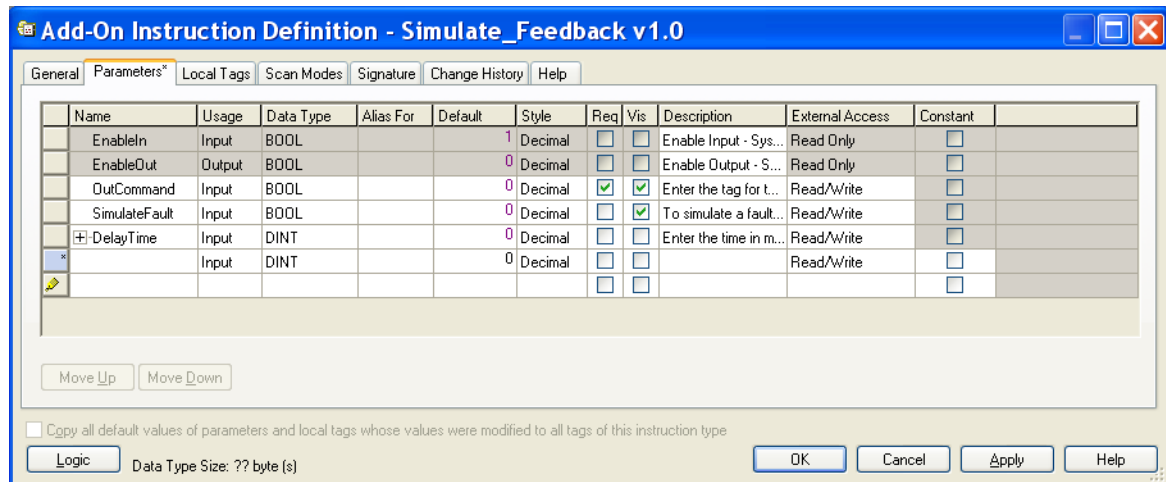 Add-On Instruction Definition - Simulate_Feedback v1.0
General Parameters* Local Tags Scan Modes Signature Change History Help
Name Usage Data Type Alias For Default Style Req Vis Description External Access Constant
EnableIn Input BOOL 1 Decimal Enable Input - Sys... Read Only
EnableOut Output BOOL 0 Decimal Enable Output - S... Read Only
OutCommand Input BOOL 0 Decimal Enter the tag for t... Read/Write
SimulateFault Input BOOL 0 Decimal To simulate a fault... Read/Write
DelayTime Input DINT 0 Decimal Enter the time in m... Read/Write
* Input DINT 0 Decimal Read/Write
Move Up Move Down
Copy all default values of parameters and local tags whose values were modified to all tags of this instruction type
Logic Data Type Size: ?? byte (s) OK Cancel Apply Help